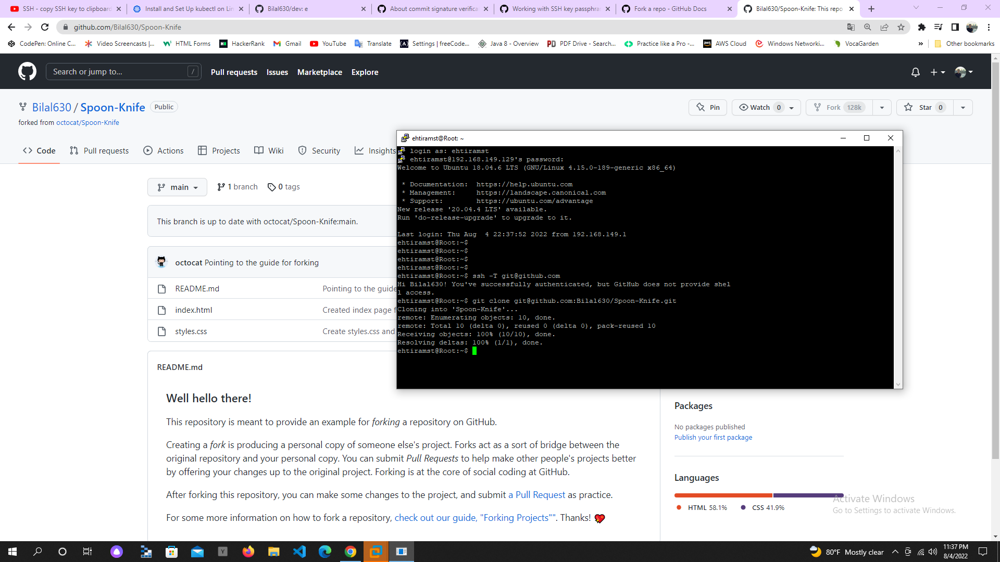 SSH - copy SSH key to clipboard
Install and Set Up kubectl on Lin
Bilal630/dev: e
About commit signature verifica
Working with SSH key passphras
Fork a repo - GitHub Docs
Bilal630/Spoon-Knife: This repo
github.com/Bilal630/Spoon-Knife
CodePen: Online C...
Video Screencasts |...
HTML Forms
HackerRank
Gmail
YouTube
Translate
Settings | freeCode...
Java 8 - Overview
PDF Drive - Search...
Practice like a Pro -...
AWS Cloud
Windows Networki...
VocaGarden
»
Other bookmarks
Search or jump to...
/
Pull requests
Issues
Marketplace
Explore
Bilal630 / Spoon-Knife
Public
Pin
Watch 0
Fork 128k
Star 0
forked from octocat/Spoon-Knife
Code
Pull requests
Actions
Projects
Wiki
Security
Insights
main
1 branch
0 tags
This branch is up to date with octocat/Spoon-Knife:main.
octocat Pointing to the guide for forking
README.md
Pointing to the guide
index.html
Created index page f
styles.css
Create styles.css and
ehtiramst@Root: ~
login as: ehtiramst
ehtiramst@192.168.149.129's password:
Welcome to Ubuntu 18.04.6 LTS (GNU/Linux 4.15.0-189-generic x86_64)
* Documentation: https://help.ubuntu.com
* Management: https://landscape.canonical.com
* Support: https://ubuntu.com/advantage
New release '20.04.4 LTS' available.
Run 'do-release-upgrade' to upgrade to it.
Last login: Thu Aug 4 22:37:52 2022 from 192.168.149.1
ehtiramst@Root:~$
ehtiramst@Root:~$
ehtiramst@Root:~$
ehtiramst@Root:~$
ehtiramst@Root:~$ ssh -T git@github.com
Hi Bilal630! You've successfully authenticated, but GitHub does not provide shel
l access.
ehtiramst@Root:~$ git clone git@github.com:Bilal630/Spoon-Knife.git
Cloning into 'Spoon-Knife'...
remote: Enumerating objects: 10, done.
remote: Total 10 (delta 0), reused 0 (delta 0), pack-reused 10
Receiving objects: 100% (10/10), done.
Resolving deltas: 100% (1/1), done.
ehtiramst@Root:~$
README.md
Well hello there!
This repository is meant to provide an example for forking a repository on GitHub.
Creating a fork is producing a personal copy of someone else's project. Forks act as a sort of bridge between the
original repository and your personal copy. You can submit Pull Requests to help make other people's projects better
by offering your changes up to the original project. Forking is at the core of social coding at GitHub.
After forking this repository, you can make some changes to the project, and submit a Pull Request as practice.
For some more information on how to fork a repository, check out our guide, "Forking Projects"". Thanks!
Packages
No packages published
Publish your first package
Languages
HTML 58.1%
CSS 41.9%
Activate Windows
Go to Settings to activate Windows.
Y
80°F Mostly clear
11:37 PM
8/4/2022